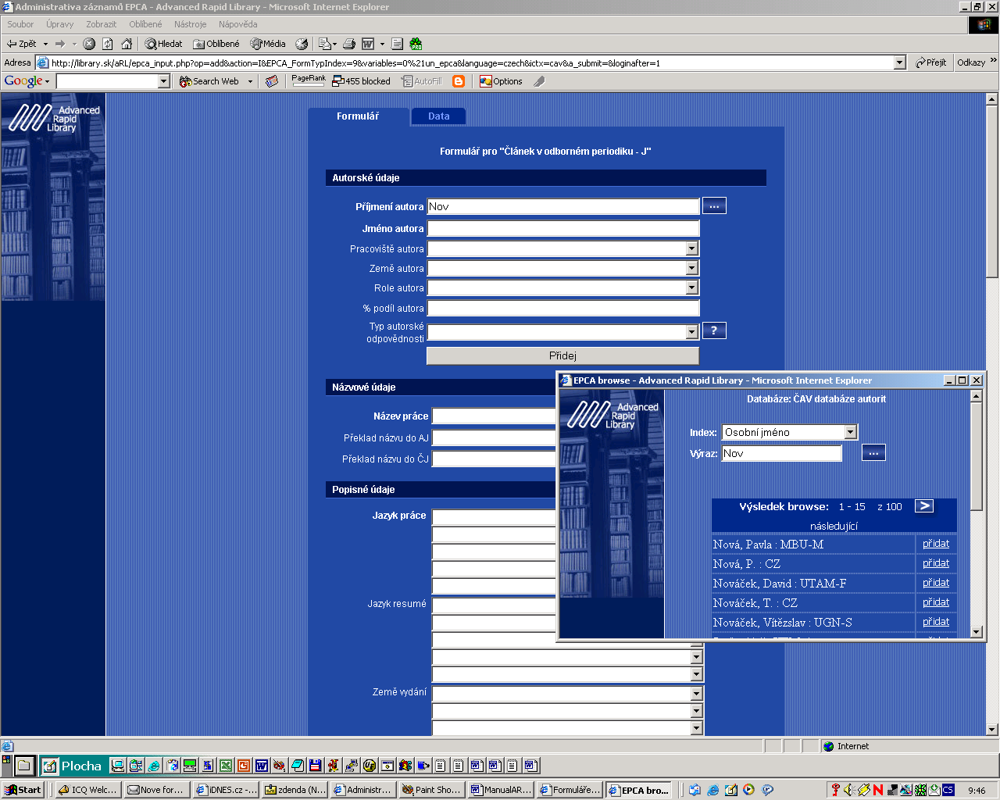 Administrativa záznamů EPCA - Advanced Rapid Library - Microsoft Internet Explorer
Soubor Úpravy Zobrazit Oblíbené Nástroje Nápověda
Zpět Hledat Oblíbené Média
Adresa http://library.sk/aRL/epca_input.php?op=add&action=I&EPCA_FormTypIndex=9&variables=0%21un_epca&language=czech&ictx=cav&a_submit=&loginafter=1 Přejít Odkazy »
Google Search Web PageRank 455 blocked AutoFill Options
Advanced
Rapid
Library
Formulář Data
Formulář pro "Článek v odborném periodiku - J"
Autorské údaje
Příjmení autora Nov ...
Jméno autora
Pracoviště autora
Země autora
Role autora
% podíl autora
Typ autorské
odpovědnosti ?
Přidej
Názvové údaje
Název práce
Překlad názvu do AJ
Překlad názvu do ČJ
Popisné údaje
Jazyk práce
Jazyk resumé
Země vydání
EPCA browse - Advanced Rapid Library - Microsoft Internet Explorer
Advanced
Rapid
Library
Databáze: ČAV databáze autorit
Index: Osobní jméno
Výraz: Nov ...
Výsledek browse: 1 - 15 z 100 >
následující
Nová, Pavla : MBU-M přidat
Nová, P. : CZ přidat
Nováček, David : UTAM-F přidat
Nováček, T. : CZ přidat
Nováček, Vítězslav : UGN-S přidat
Internet
Plocha
Start ICQ Welc... Nove for... iDNES.cz -... zdenda (N... Administr... Paint Sho... ManualAR... Formuláře... EPCA bro... CS 9:46